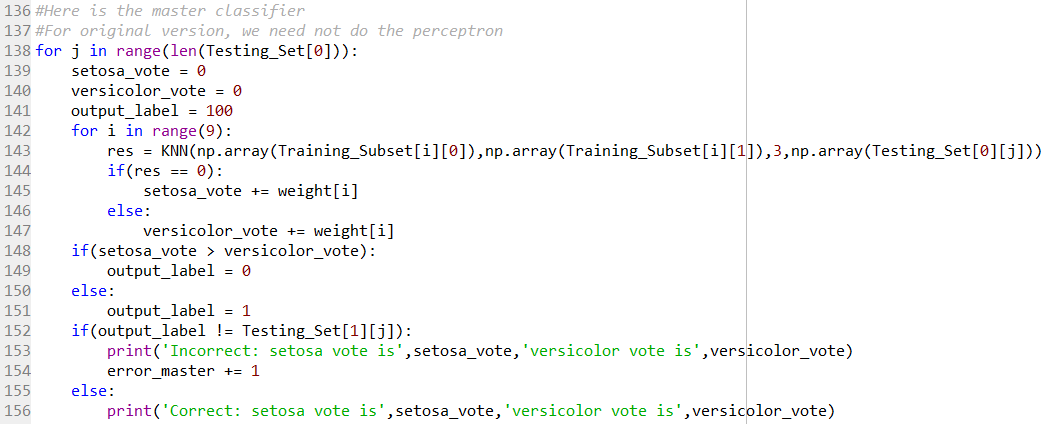 136 #Here is the master classifier
137 #For original version, we need not do the perceptron
138 for j in range(len(Testing_Set[0])):
139     setosa_vote = 0
140     versicolor_vote = 0
141     output_label = 100
142     for i in range(9):
143         res = KNN(np.array(Training_Subset[i][0]),np.array(Training_Subset[i][1]),3,np.array(Testing_Set[0][j]))
144         if(res == 0):
145             setosa_vote += weight[i]
146         else:
147             versicolor_vote += weight[i]
148     if(setosa_vote > versicolor_vote):
149         output_label = 0
150     else:
151         output_label = 1
152     if(output_label != Testing_Set[1][j]):
153         print('Incorrect: setosa vote is',setosa_vote,'versicolor vote is',versicolor_vote)
154         error_master += 1
155     else:
156         print('Correct: setosa vote is',setosa_vote,'versicolor vote is',versicolor_vote)